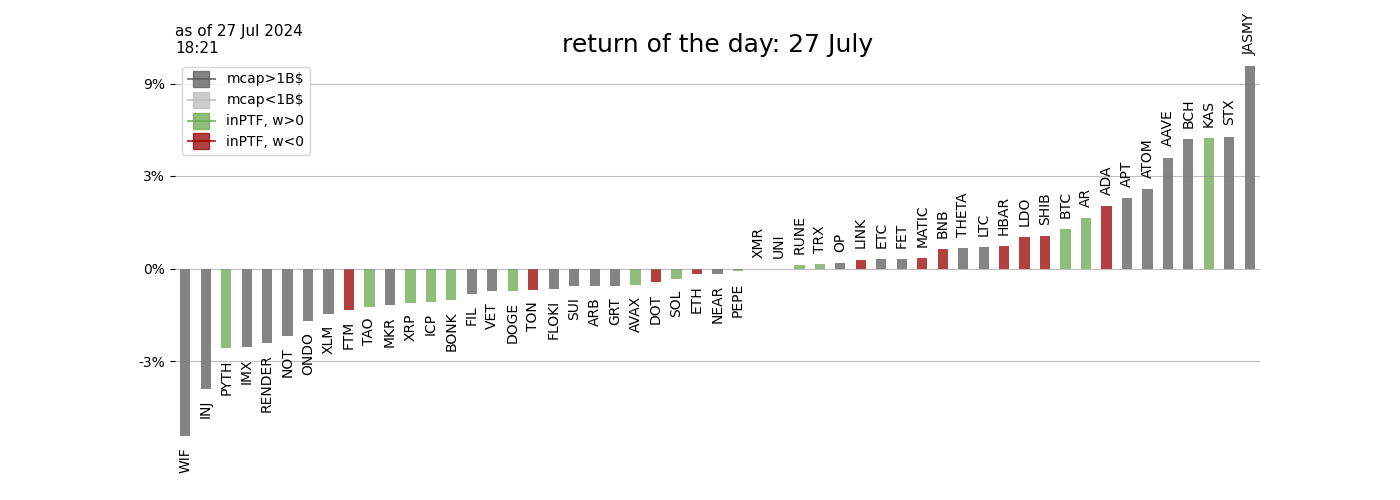 as of 27 Jul 2024
18:21
return of the day: 27 July
mcap>1B$
mcap<1B$
inPTF, w>0
inPTF, w<0
9%
3%
0%
-3%
WIF
INJ
PYTH
IMX
RENDER
NOT
ONDO
XLM
FTM
TAO
MKR
XRP
ICP
BONK
FIL
VET
DOGE
TON
FLOKI
SUI
ARB
GRT
AVAX
DOT
SOL
ETH
NEAR
PEPE
XMR
UNI
RUNE
TRX
OP
LINK
ETC
FET
MATIC
BNB
THETA
LTC
HBAR
LDO
SHIB
BTC
AR
ADA
APT
ATOM
AAVE
BCH
KAS
STX
JASMY